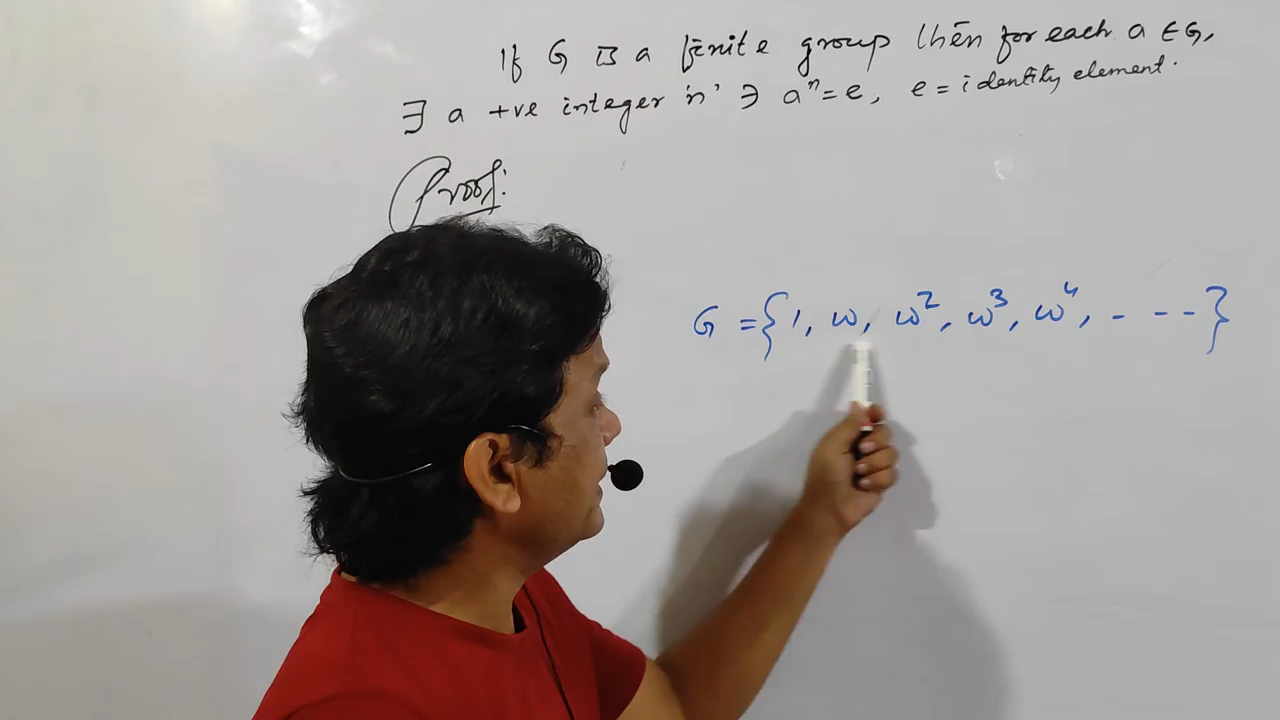 If G is a finite group then for each a ∈ G,
∃ a +ve integer 'n' ∋ aⁿ = e, e = identity element.
Proof:
G = {1, ω, ω², ω³, ω⁴, - - - }